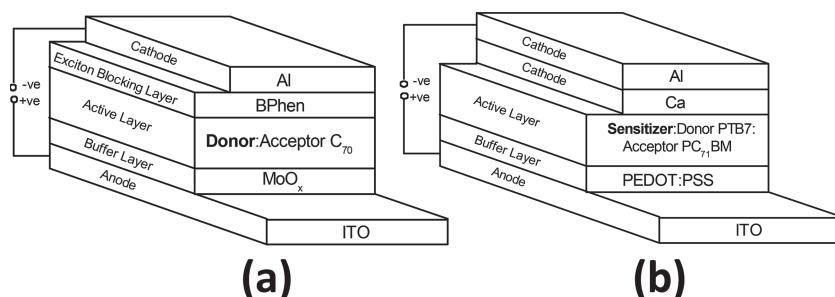 Cathode
Exciton Blocking Layer
Active Layer
Buffer Layer
Anode
-ve
+ve
Al
BPhen
Donor:Acceptor C70
MoOx
ITO
(a)
Cathode
Cathode
Active Layer
Buffer Layer
Anode
-ve
+ve
Al
Ca
Sensitizer:Donor PTB7:
Acceptor PC71BM
PEDOT:PSS
ITO
(b)